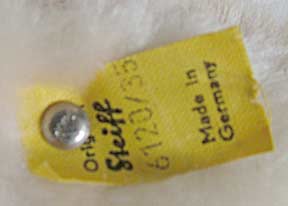 Orig
Steiff
6120/35
Made in
Germany